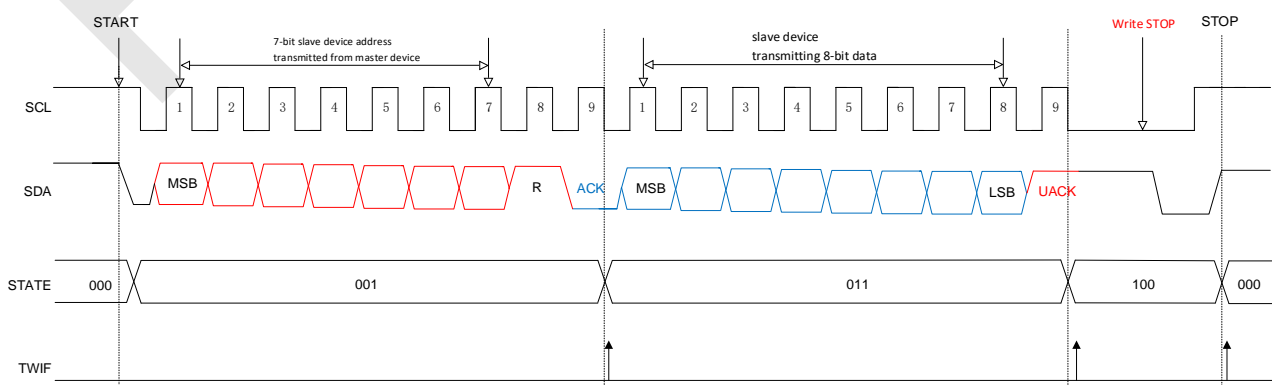 START
7-bit slave device address
transmitted from master device
slave device
transmitting 8-bit data
Write STOP
STOP
SCL
1 2 3 4 5 6 7 8 9 1 2 3 4 5 6 7 8 9
SDA
MSB R ACK MSB LSB UACK
STATE
000 001 011 100 000
TWIF